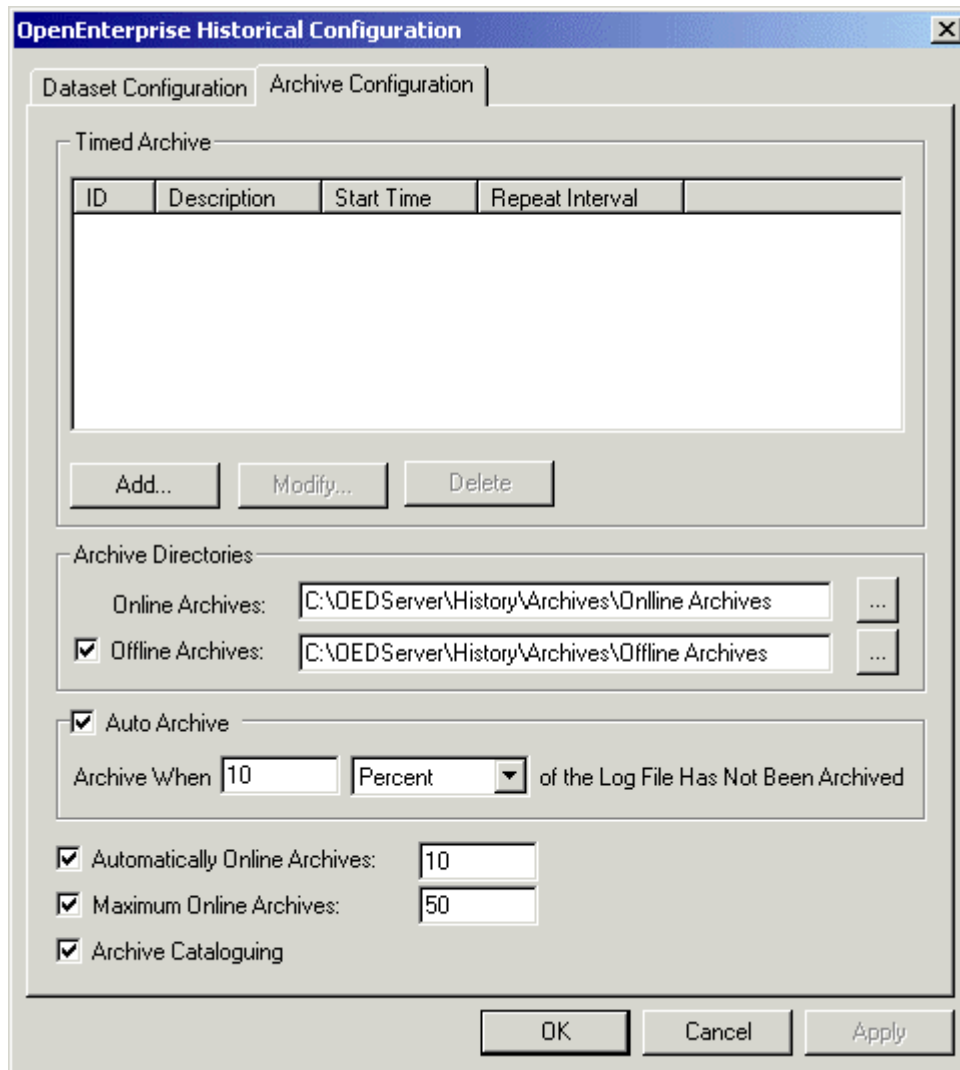 OpenEnterprise Historical Configuration
Dataset Configuration Archive Configuration
Timed Archive
ID Description Start Time Repeat Interval
Add... Modify... Delete
Archive Directories
Online Archives: C:\OEDServer\History\Archives\Onlline Archives ...
Offline Archives: C:\OEDServer\History\Archives\Offline Archives ...
Auto Archive
Archive When 10 Percent of the Log File Has Not Been Archived
Automatically Online Archives: 10
Maximum Online Archives: 50
Archive Cataloguing
OK Cancel Apply